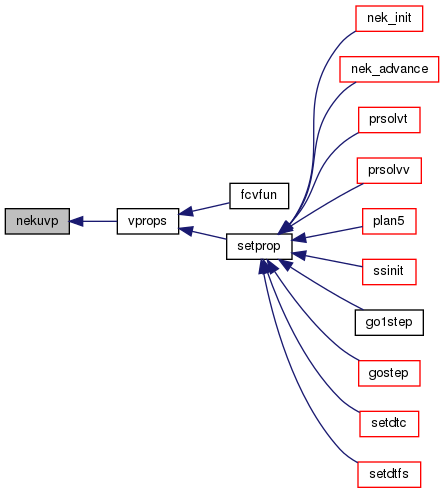 nek_init
nek_advance
prsolvt
prsolvv
fcvfun
nekuvp
vprops
plan5
setprop
ssinit
go1step
gostep
setdtc
setdtfs